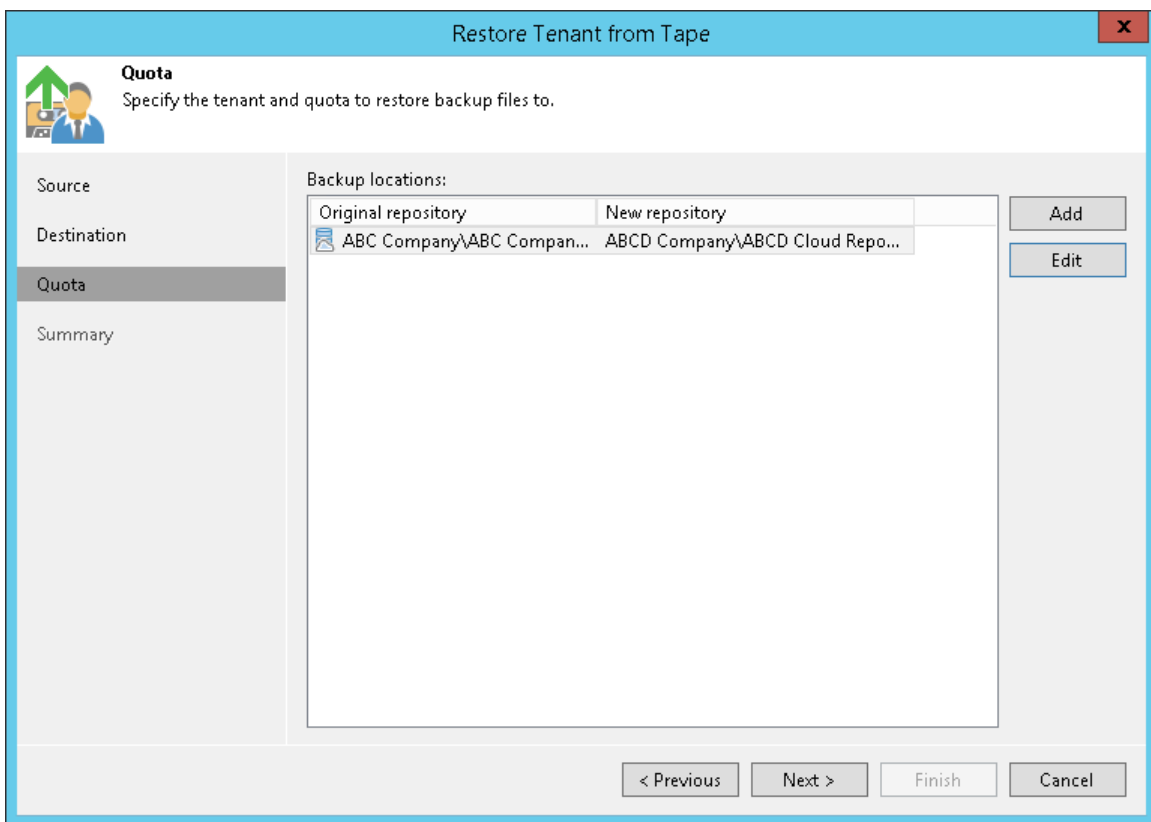 Restore Tenant from Tape
x
Quota
Specify the tenant and quota to restore backup files to.
Source
Destination
Quota
Summary
Backup locations:
Original repository New repository
ABC Company\ABC Compan... ABCD Company\ABCD Cloud Repo...
Add
Edit
< Previous Next > Finish Cancel